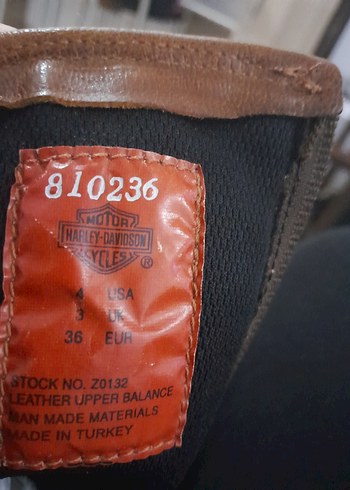 810236
MOTOR
HARLEY-DAVIDSON
CYCLES
®
4 USA
3 UK
36 EUR
STOCK NO. Z0132
LEATHER UPPER BALANCE
MAN MADE MATERIALS
MADE IN TURKEY